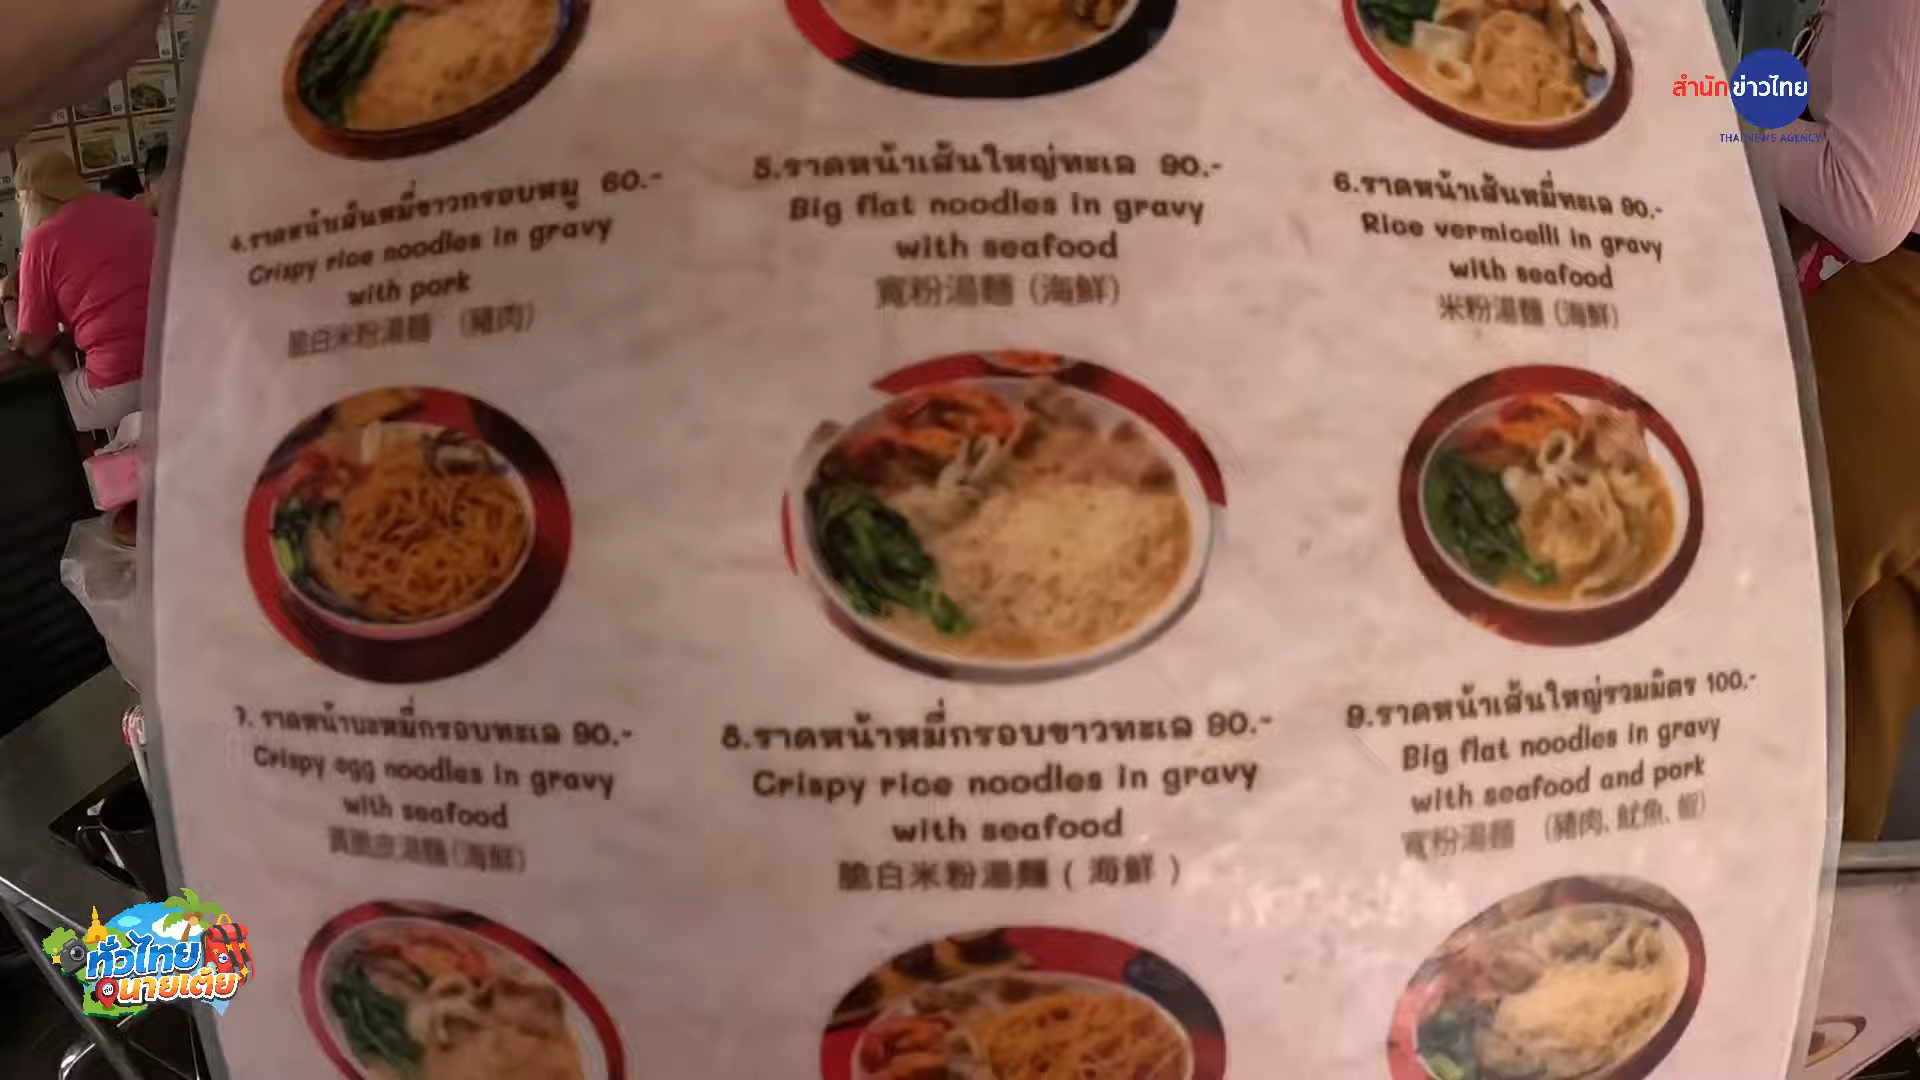 สำนักข่าวไทย
THAI NEWS AGENCY
4.ราดหน้าเส้นหมี่ขาวกรอบหมู 60.-
Crispy rice noodles in gravy
with pork
脆白米粉湯麵 (豬肉)
5.ราดหน้าเส้นใหญ่ทะเล 90.-
Big flat noodles in gravy
with seafood
寬粉湯麵 (海鮮)
6.ราดหน้าเส้นหมี่ทะเล 90.-
Rice vermicelli in gravy
with seafood
米粉湯麵 (海鮮)
7. ราดหน้าบะหมี่กรอบทะเล 90.-
Crispy egg noodles in gravy
with seafood
黃脆皮湯麵 (海鮮)
8.ราดหน้าหมี่กรอบขาวทะเล 90.-
Crispy rice noodles in gravy
with seafood
脆白米粉湯麵 ( 海鮮 )
9.ราดหน้าเส้นใหญ่รวมมิตร 100.-
Big flat noodles in gravy
with seafood and pork
寬粉湯麵 (豬肉、魷魚、蝦)
ทั่วไทย
กับ
นายเต้ย